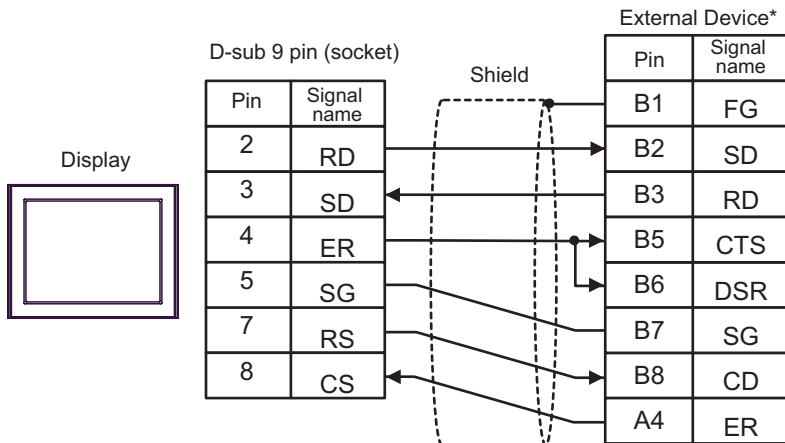 External Device*
D-sub 9 pin (socket)
Shield
Display
Pin Signal name
2 RD
3 SD
4 ER
5 SG
7 RS
8 CS
Pin Signal name
B1 FG
B2 SD
B3 RD
B5 CTS
B6 DSR
B7 SG
B8 CD
A4 ER